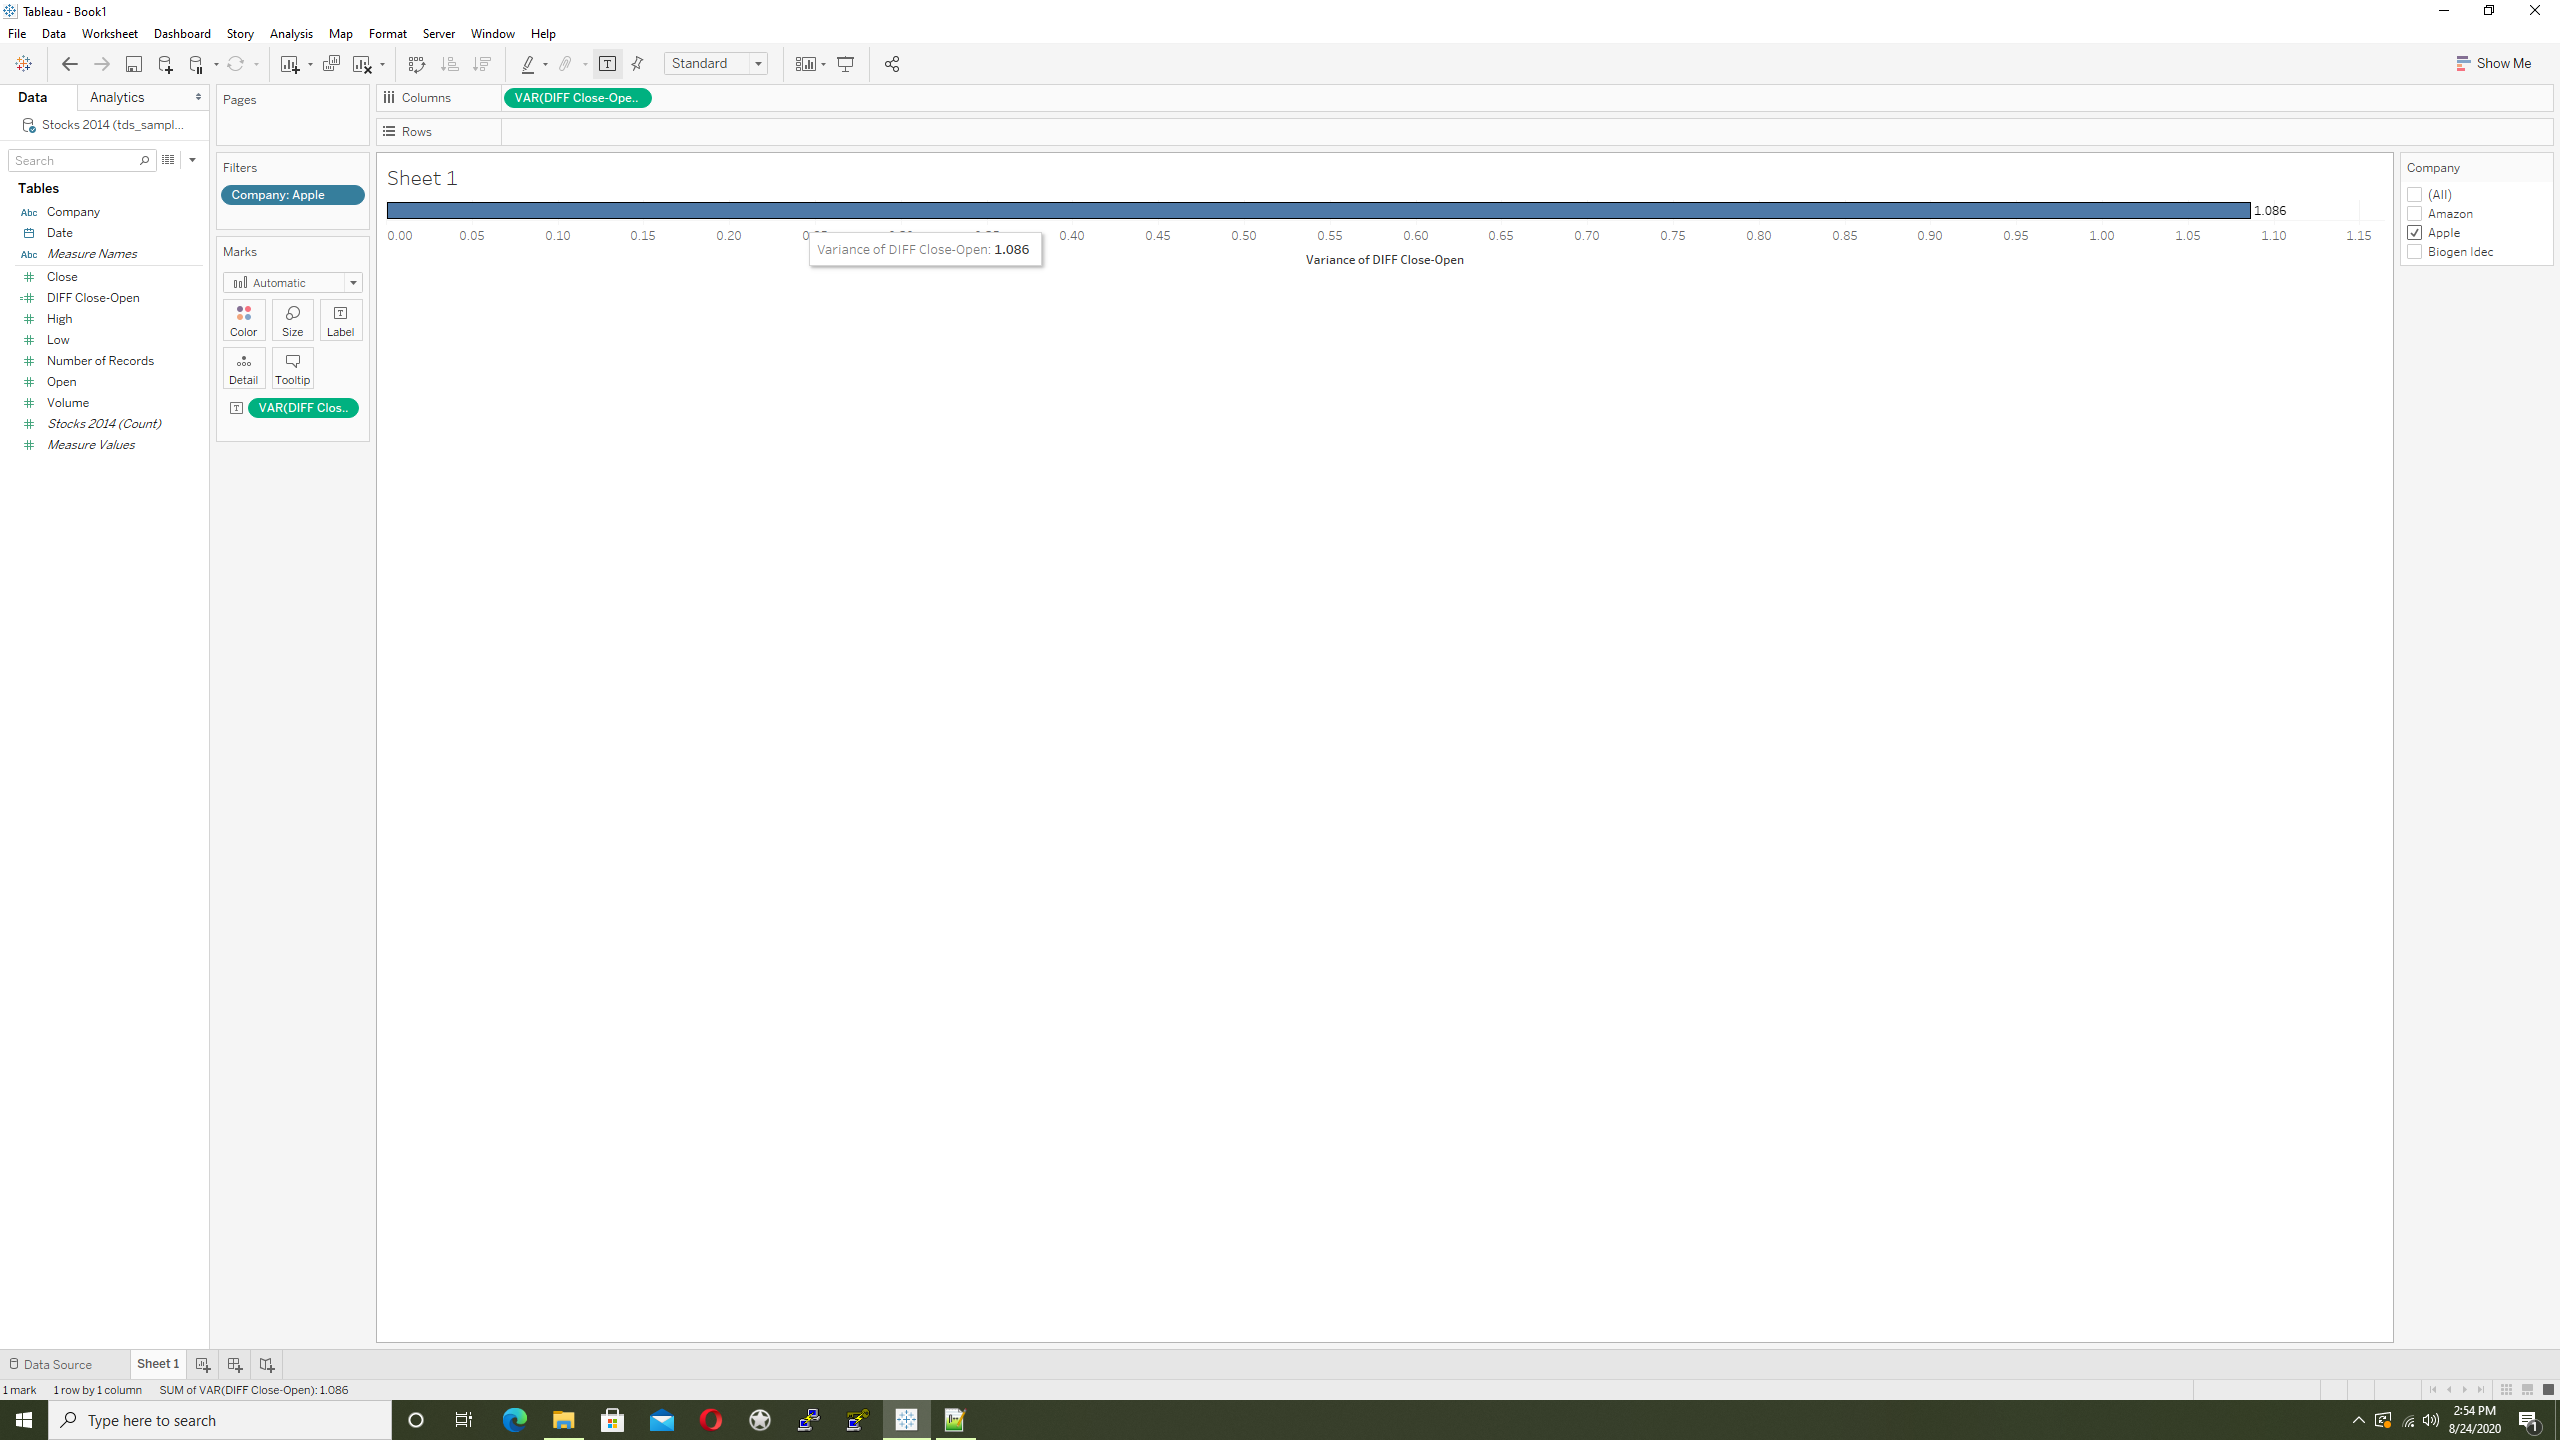 Tableau - Book1
File Data Worksheet Dashboard Story Analysis Map Format Server Window Help
Standard
Show Me
Data Analytics
Stocks 2014 (tds_sampl...
Search
Tables
Abc Company
Date
Abc Measure Names
Close
DIFF Close-Open
High
Low
Number of Records
Open
Volume
Stocks 2014 (Count)
Measure Values
Pages
Filters
Company: Apple
Marks
Automatic
Color Size Label
Detail Tooltip
VAR(DIFF Clos..
Columns VAR(DIFF Close-Ope..
Rows
Sheet 1
1.086
0.00 0.05 0.10 0.15 0.20 0.40 0.45 0.50 0.55 0.60 0.65 0.70 0.75 0.80 0.85 0.90 0.95 1.00 1.05 1.10 1.15
Variance of DIFF Close-Open: 1.086
Variance of DIFF Close-Open
Company
(All)
Amazon
Apple
Biogen Idec
Data Source Sheet 1
1 mark 1 row by 1 column SUM of VAR(DIFF Close-Open): 1.086
Type here to search
2:54 PM
8/24/2020
1